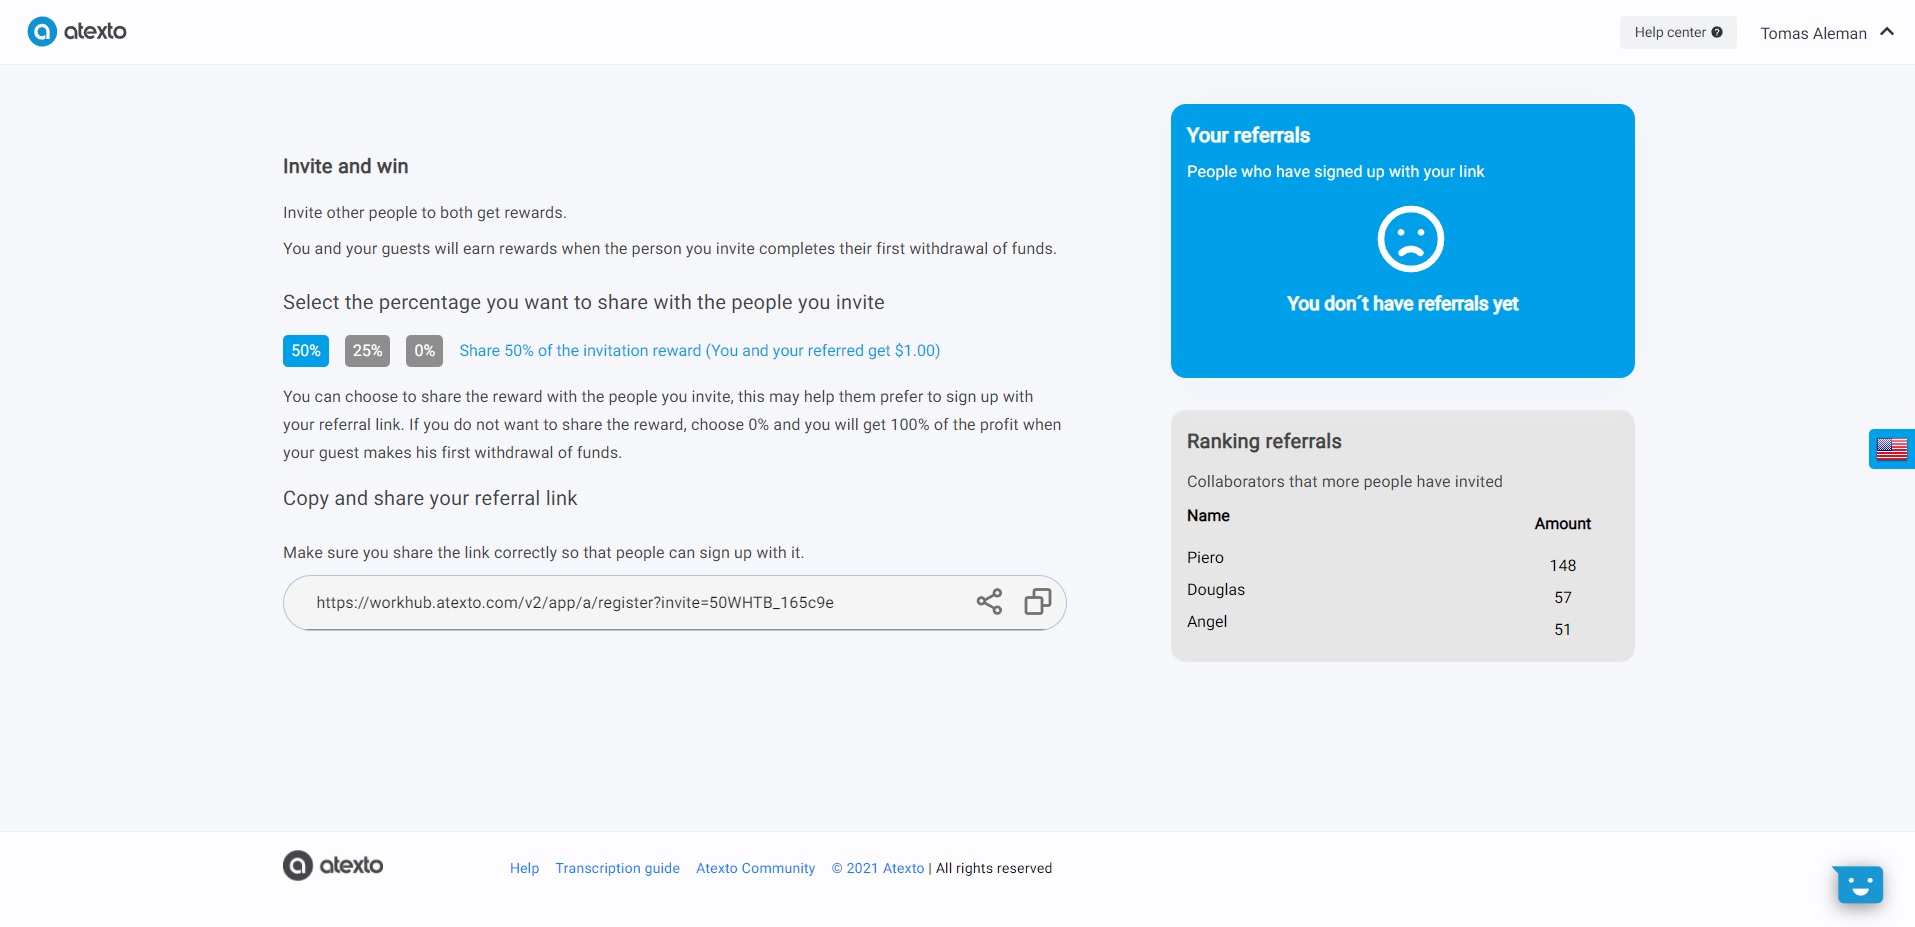 atexto
Help center
Tomas Aleman
Invite and win
Invite other people to both get rewards.
You and your guests will earn rewards when the person you invite completes their first withdrawal of funds.
Select the percentage you want to share with the people you invite
50% 25% 0% Share 50% of the invitation reward (You and your referred get $1.00)
You can choose to share the reward with the people you invite, this may help them prefer to sign up with
your referral link. If you do not want to share the reward, choose 0% and you will get 100% of the profit when
your guest makes his first withdrawal of funds.
Copy and share your referral link
Make sure you share the link correctly so that people can sign up with it.
https://workhub.atexto.com/v2/app/a/register?invite=50WHTB_165c9e
Your referrals
People who have signed up with your link
You don´t have referrals yet
Ranking referrals
Collaborators that more people have invited
Name Amount
Piero 148
Douglas 57
Angel 51
atexto
Help Transcription guide Atexto Community © 2021 Atexto | All rights reserved